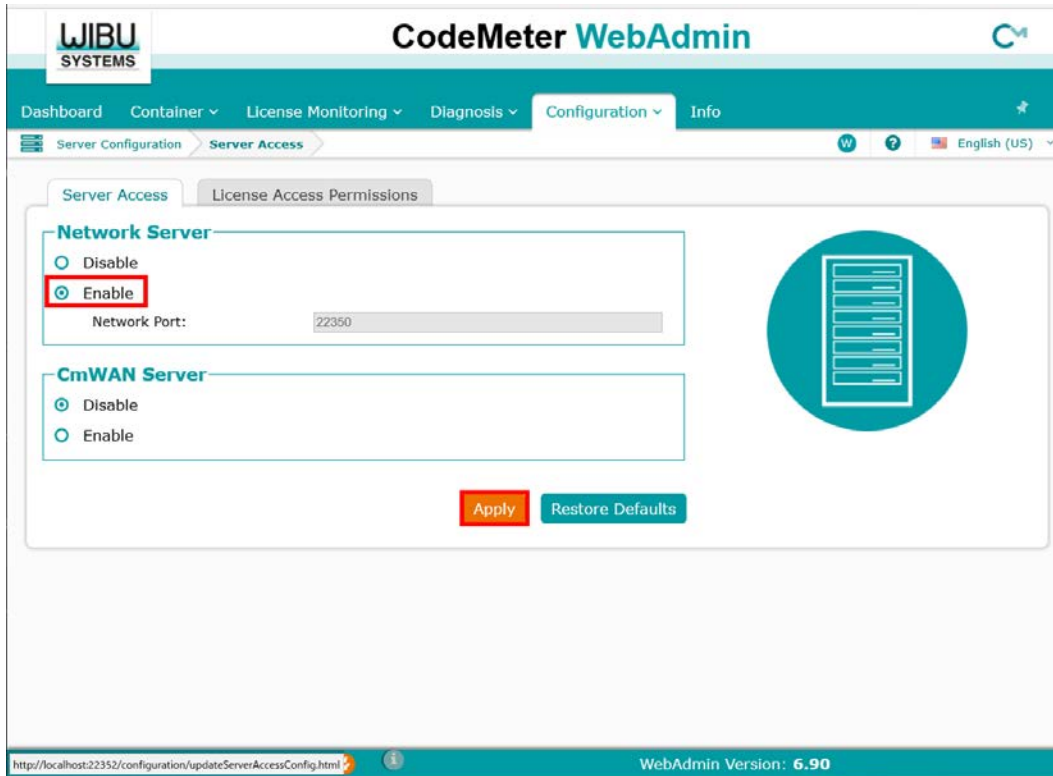 WIBU
SYSTEMS
CodeMeter WebAdmin
CM
Dashboard Container License Monitoring Diagnosis Configuration Info
Server Configuration Server Access W ? English (US)
Server Access License Access Permissions
Network Server
Disable
Enable
Network Port: 22350
CmWAN Server
Disable
Enable
Apply Restore Defaults
http://localhost:22352/configuration/updateServerAccessConfig.html i WebAdmin Version: 6.90